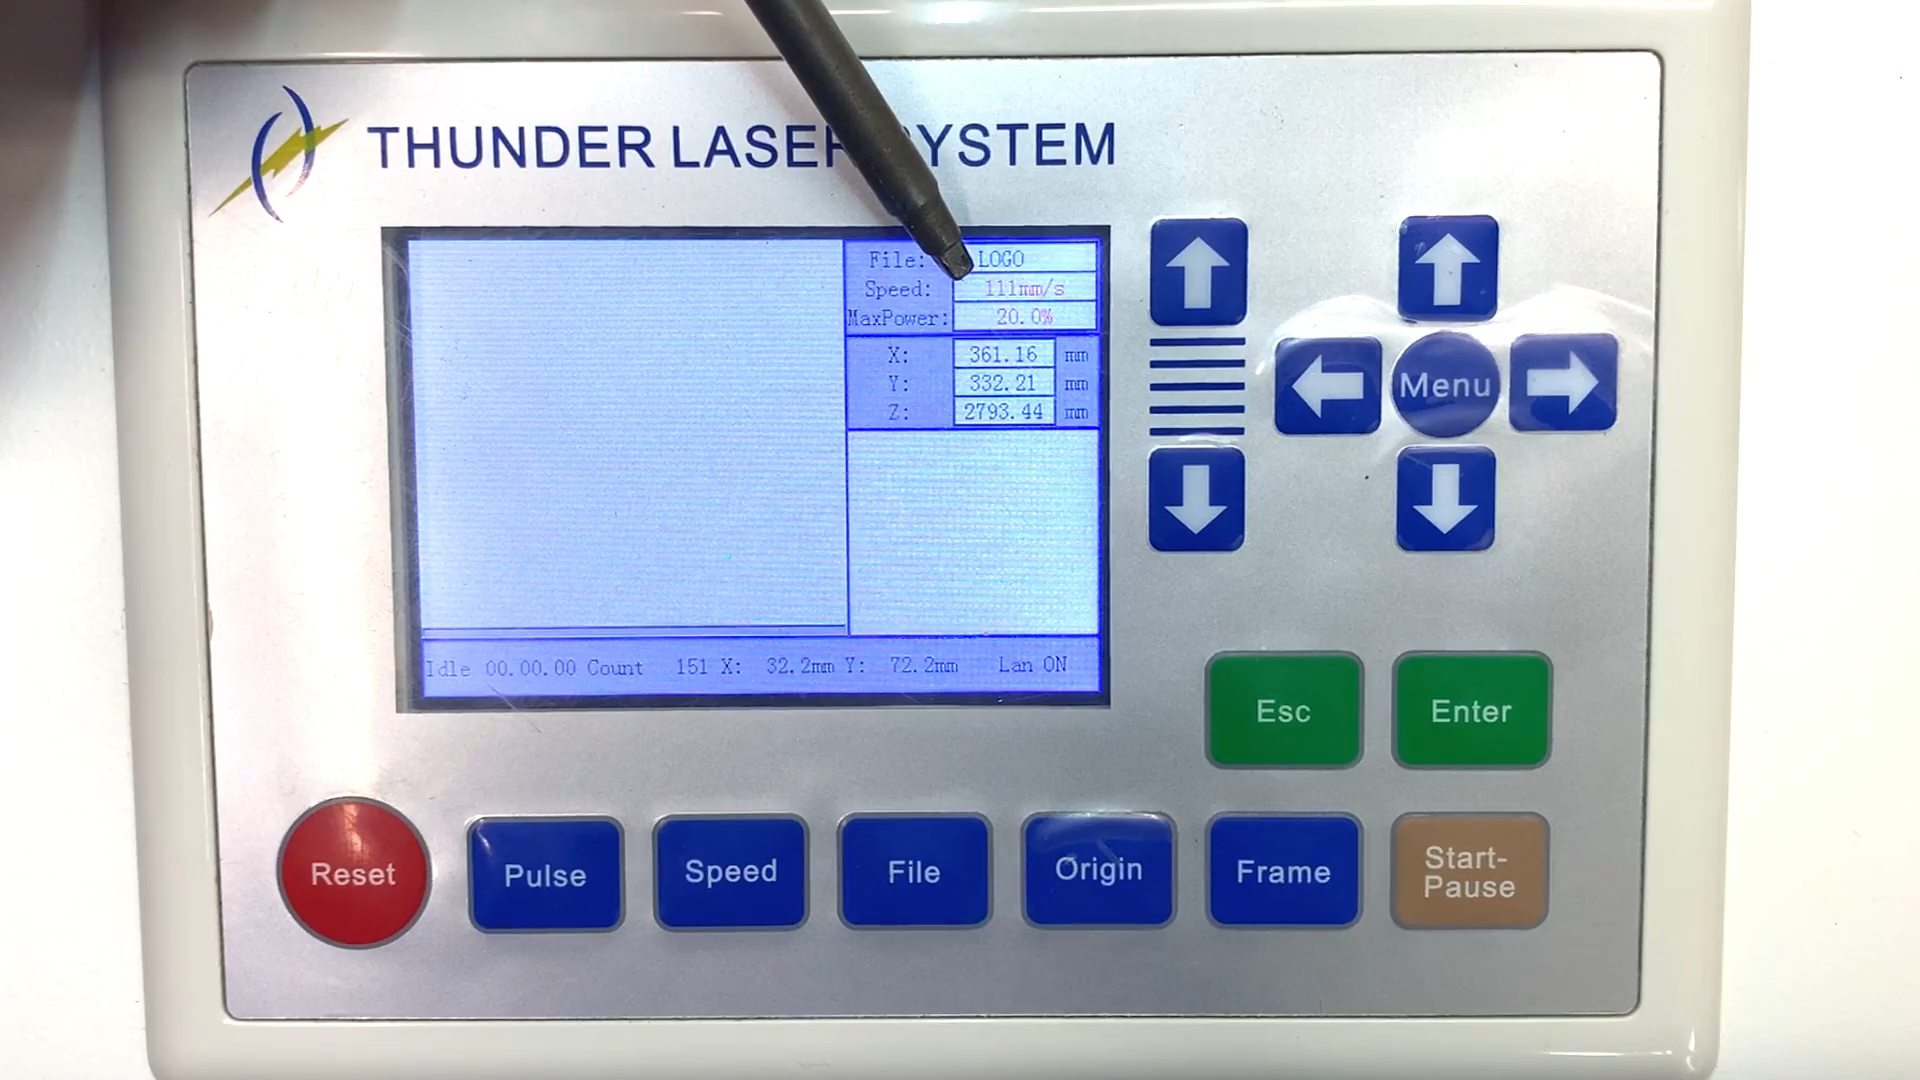 THUNDER LASER SYSTEM
File: LOGO
Speed: 111mm/s
MaxPower: 20.0%
X: 361.16 mm
Y: 332.21 mm
Z: 2793.44 mm
Idle 00.00.00 Count 151 X: 32.2mm Y: 72.2mm Lan ON
Menu
Esc
Enter
Reset
Pulse
Speed
File
Origin
Frame
Start-
Pause